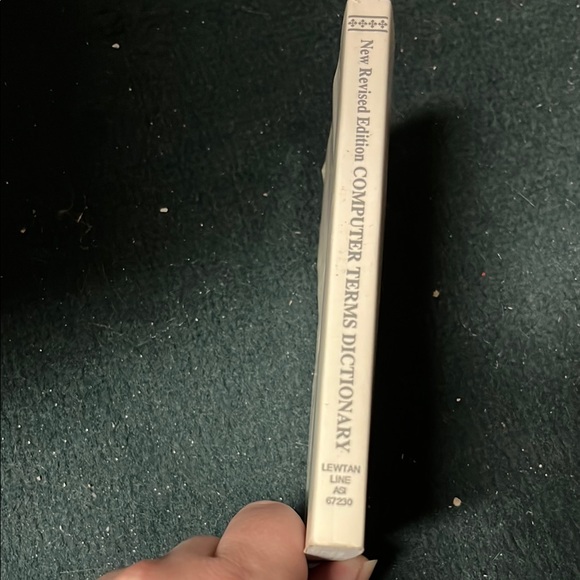 New Revised Edition COMPUTER TERMS DICTIONARY
LEWTAN
LINE
ASI
67230